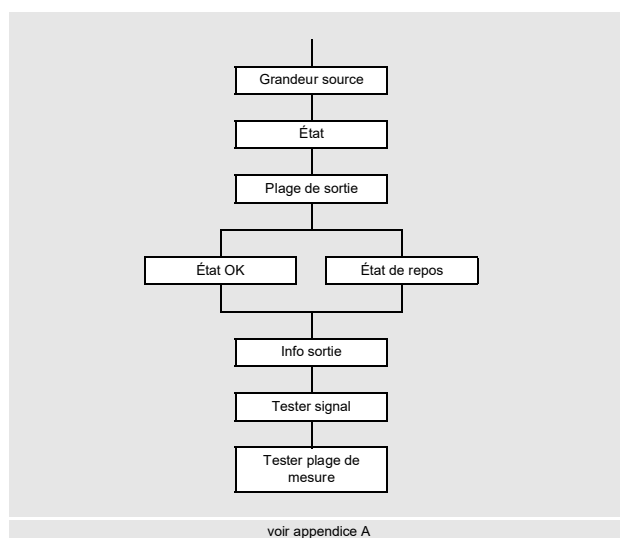 Grandeur source
État
Plage de sortie
État OK
État de repos
Info sortie
Tester signal
Tester plage de
mesure
voir appendice A